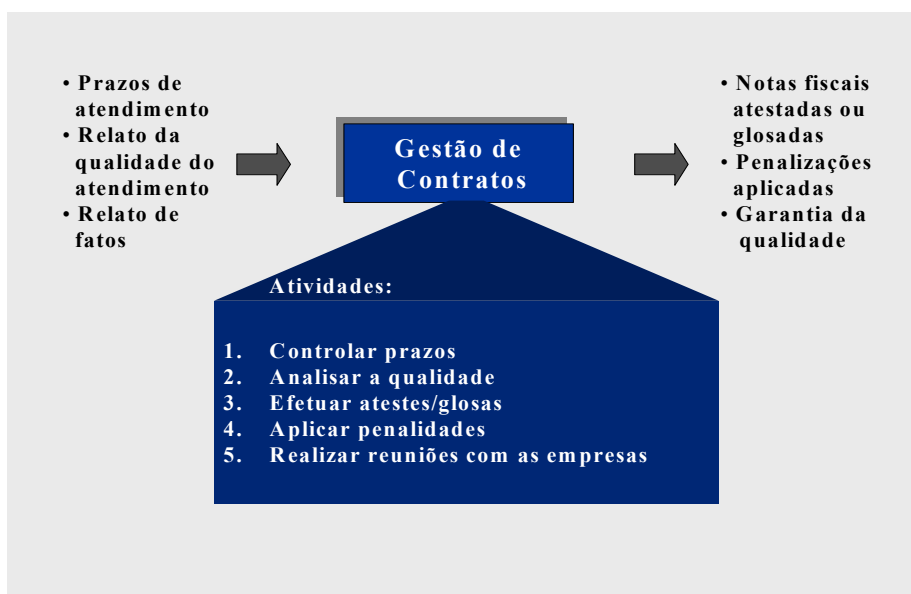 • Prazos de
atendimento
• Relato da
qualidade do
atendimento
• Relato de
fatos
Gestão de
Contratos
• Notas fiscais
atestadas ou
glosadas
• Penalizações
aplicadas
• Garantia da
qualidade
Atividades:
1. Controlar prazos
2. Analisar a qualidade
3. Efetuar atestes/glosas
4. Aplicar penalidades
5. Realizar reuniões com as empresas